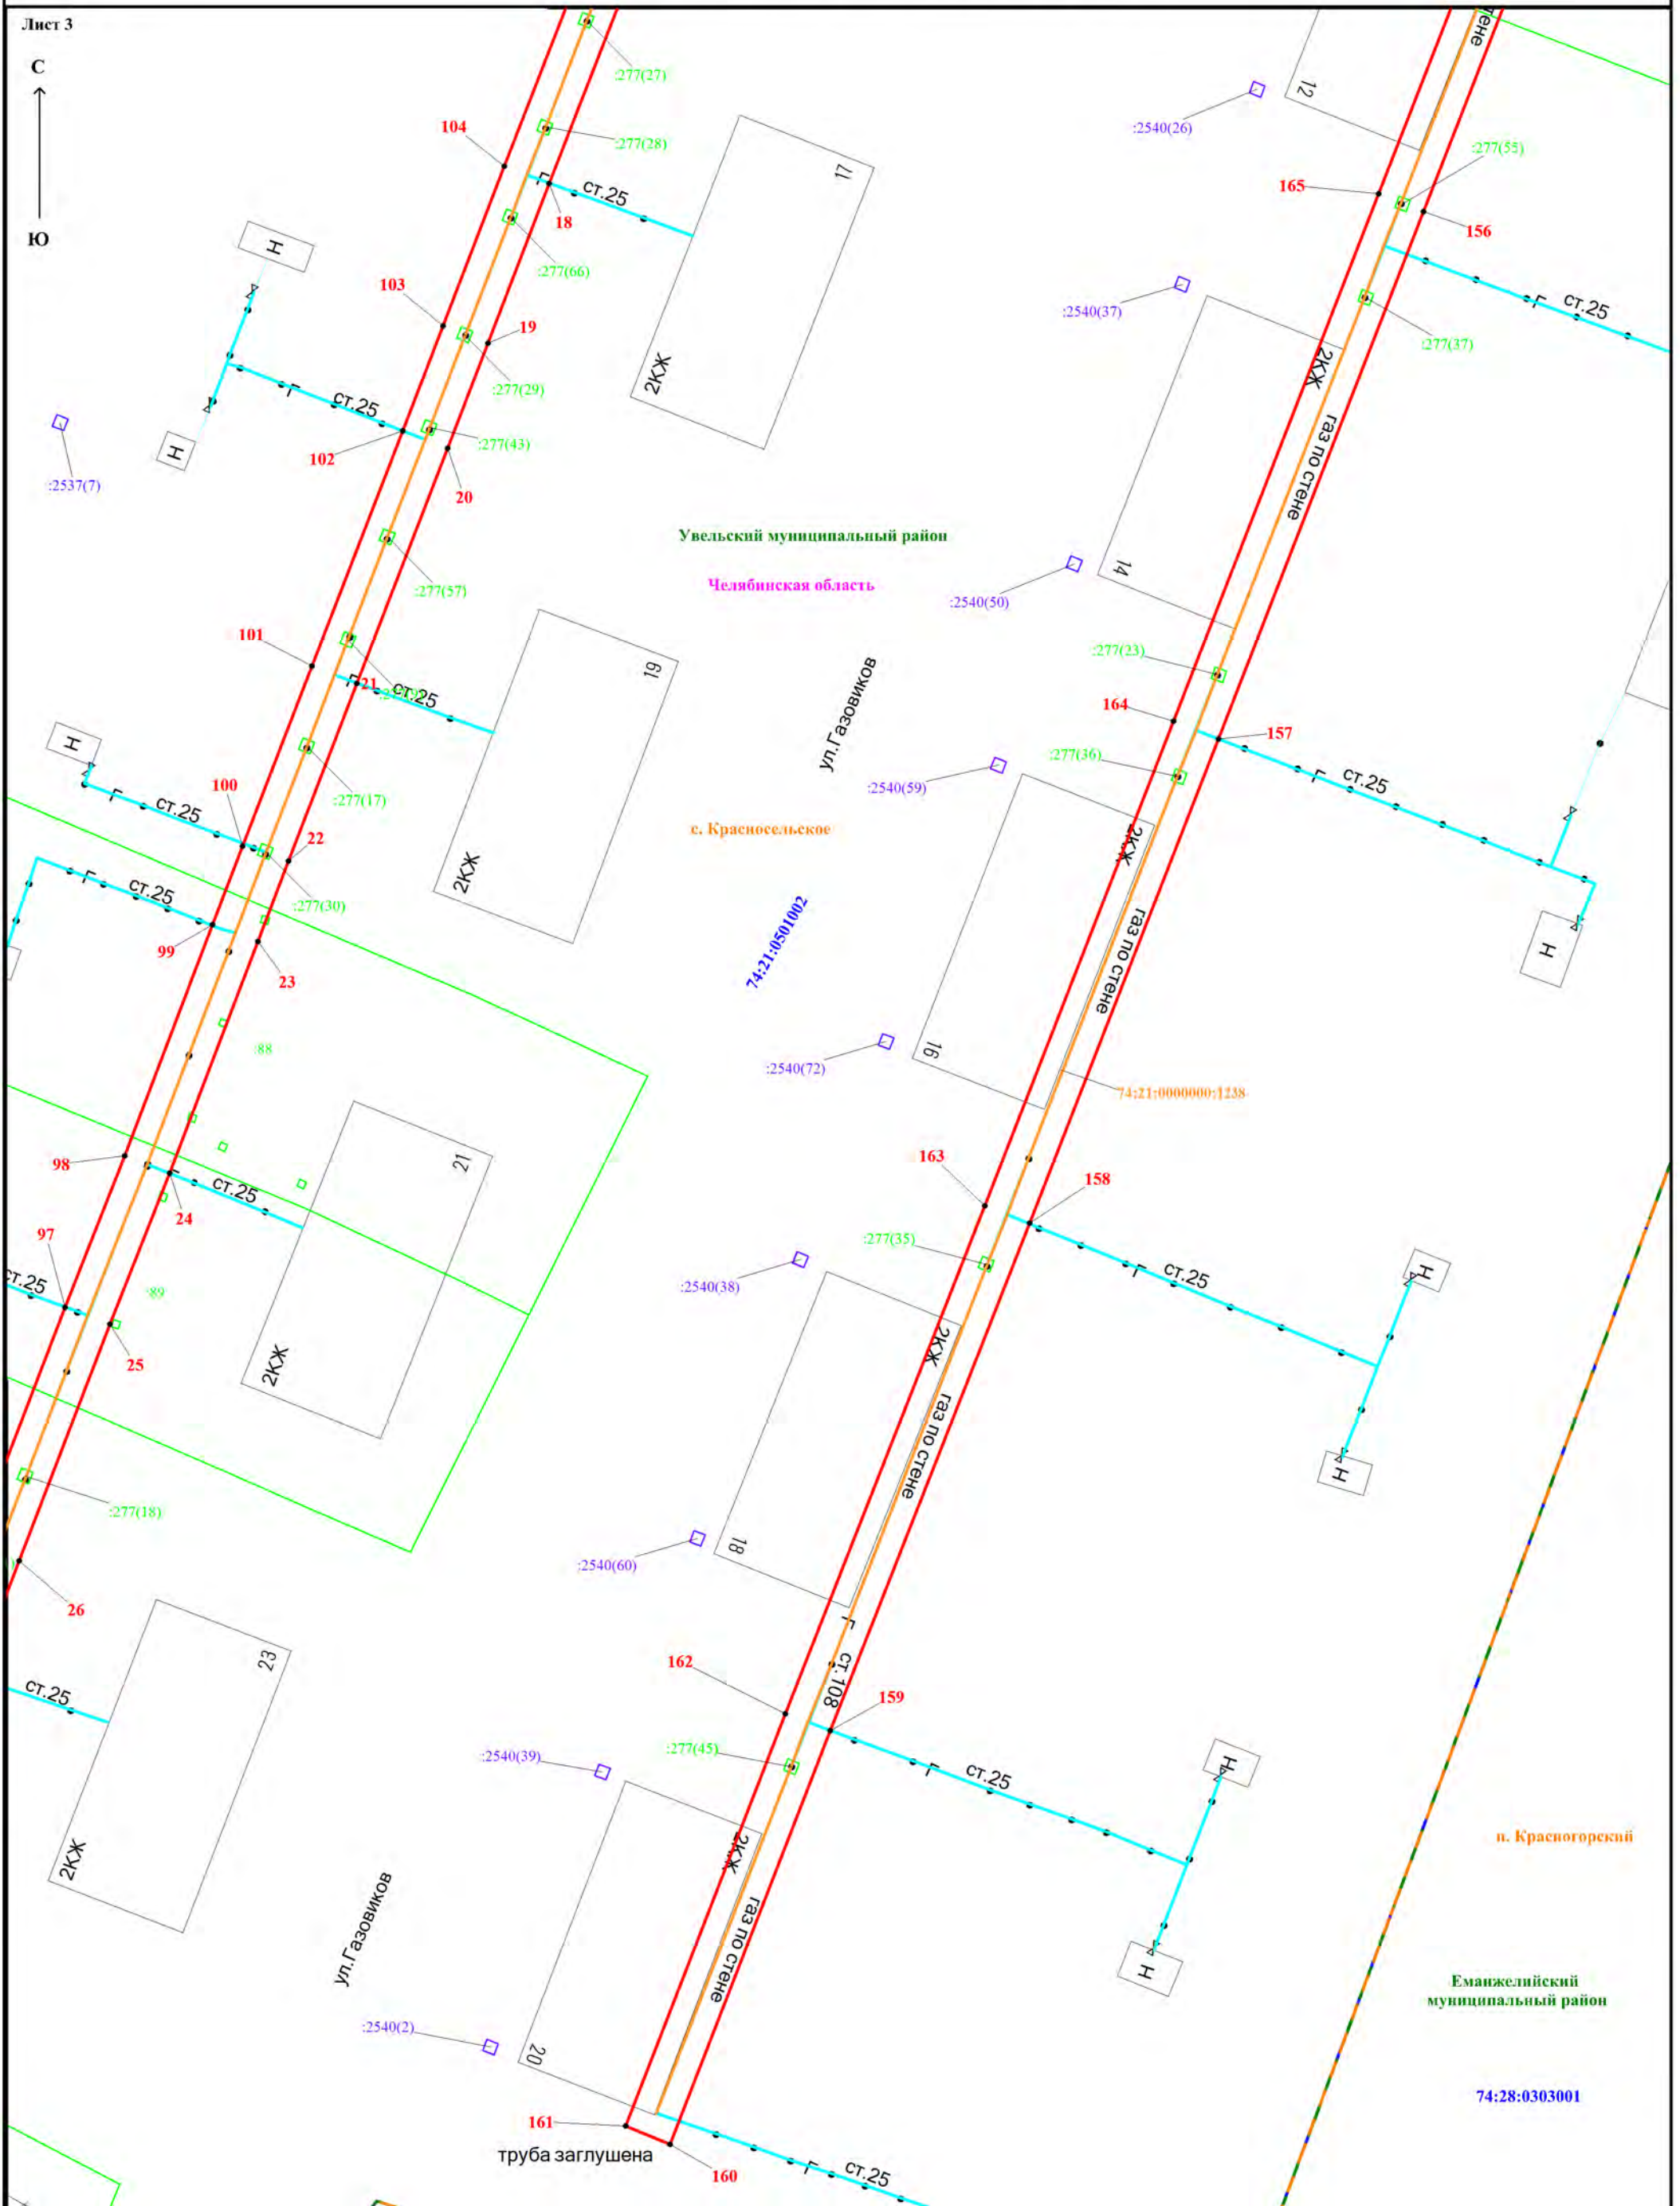 Лист 3
С
Ю
:277(27)
104
:277(28)
17
ст.25
18
:277(66)
Н
103
19
:277(29)
2КЖ
ст.25
102
:277(43)
Н
:2537(7)
20
:277(57)
101
21
ст.25
19
Н
100
:277(17)
ст.25
22
2КЖ
:277(30)
ст.25
99
23
:88
98
21
ст.25
24
97
ст.25
:89
25
2КЖ
:277(18)
26
23
ст.25
2КЖ
ул.Газовиков
Увельский муниципальный район
Челябинская область
ул.Газовиков
с. Красносельское
74:21:0501002
12
:2540(26)
:277(55)
165
156
:2540(37)
ст.25
:277(37)
2КЖ
газ по стене
14
:2540(50)
:277(23)
164
157
:277(36)
ст.25
:2540(59)
2КЖ
Н
газ по стене
16
:2540(72)
74:21:0000000:1238
163
158
:277(35)
ст.25
Н
:2540(38)
2КЖ
газ по стене
Н
18
:2540(60)
162
ст.108
159
:277(45)
ст.25
Н
:2540(39)
2КЖ
п. Красногорский
газ по стене
Н
Еманжелийский
муниципальный район
:2540(2)
20
74:28:0303001
161
труба заглушена
160
ст.25